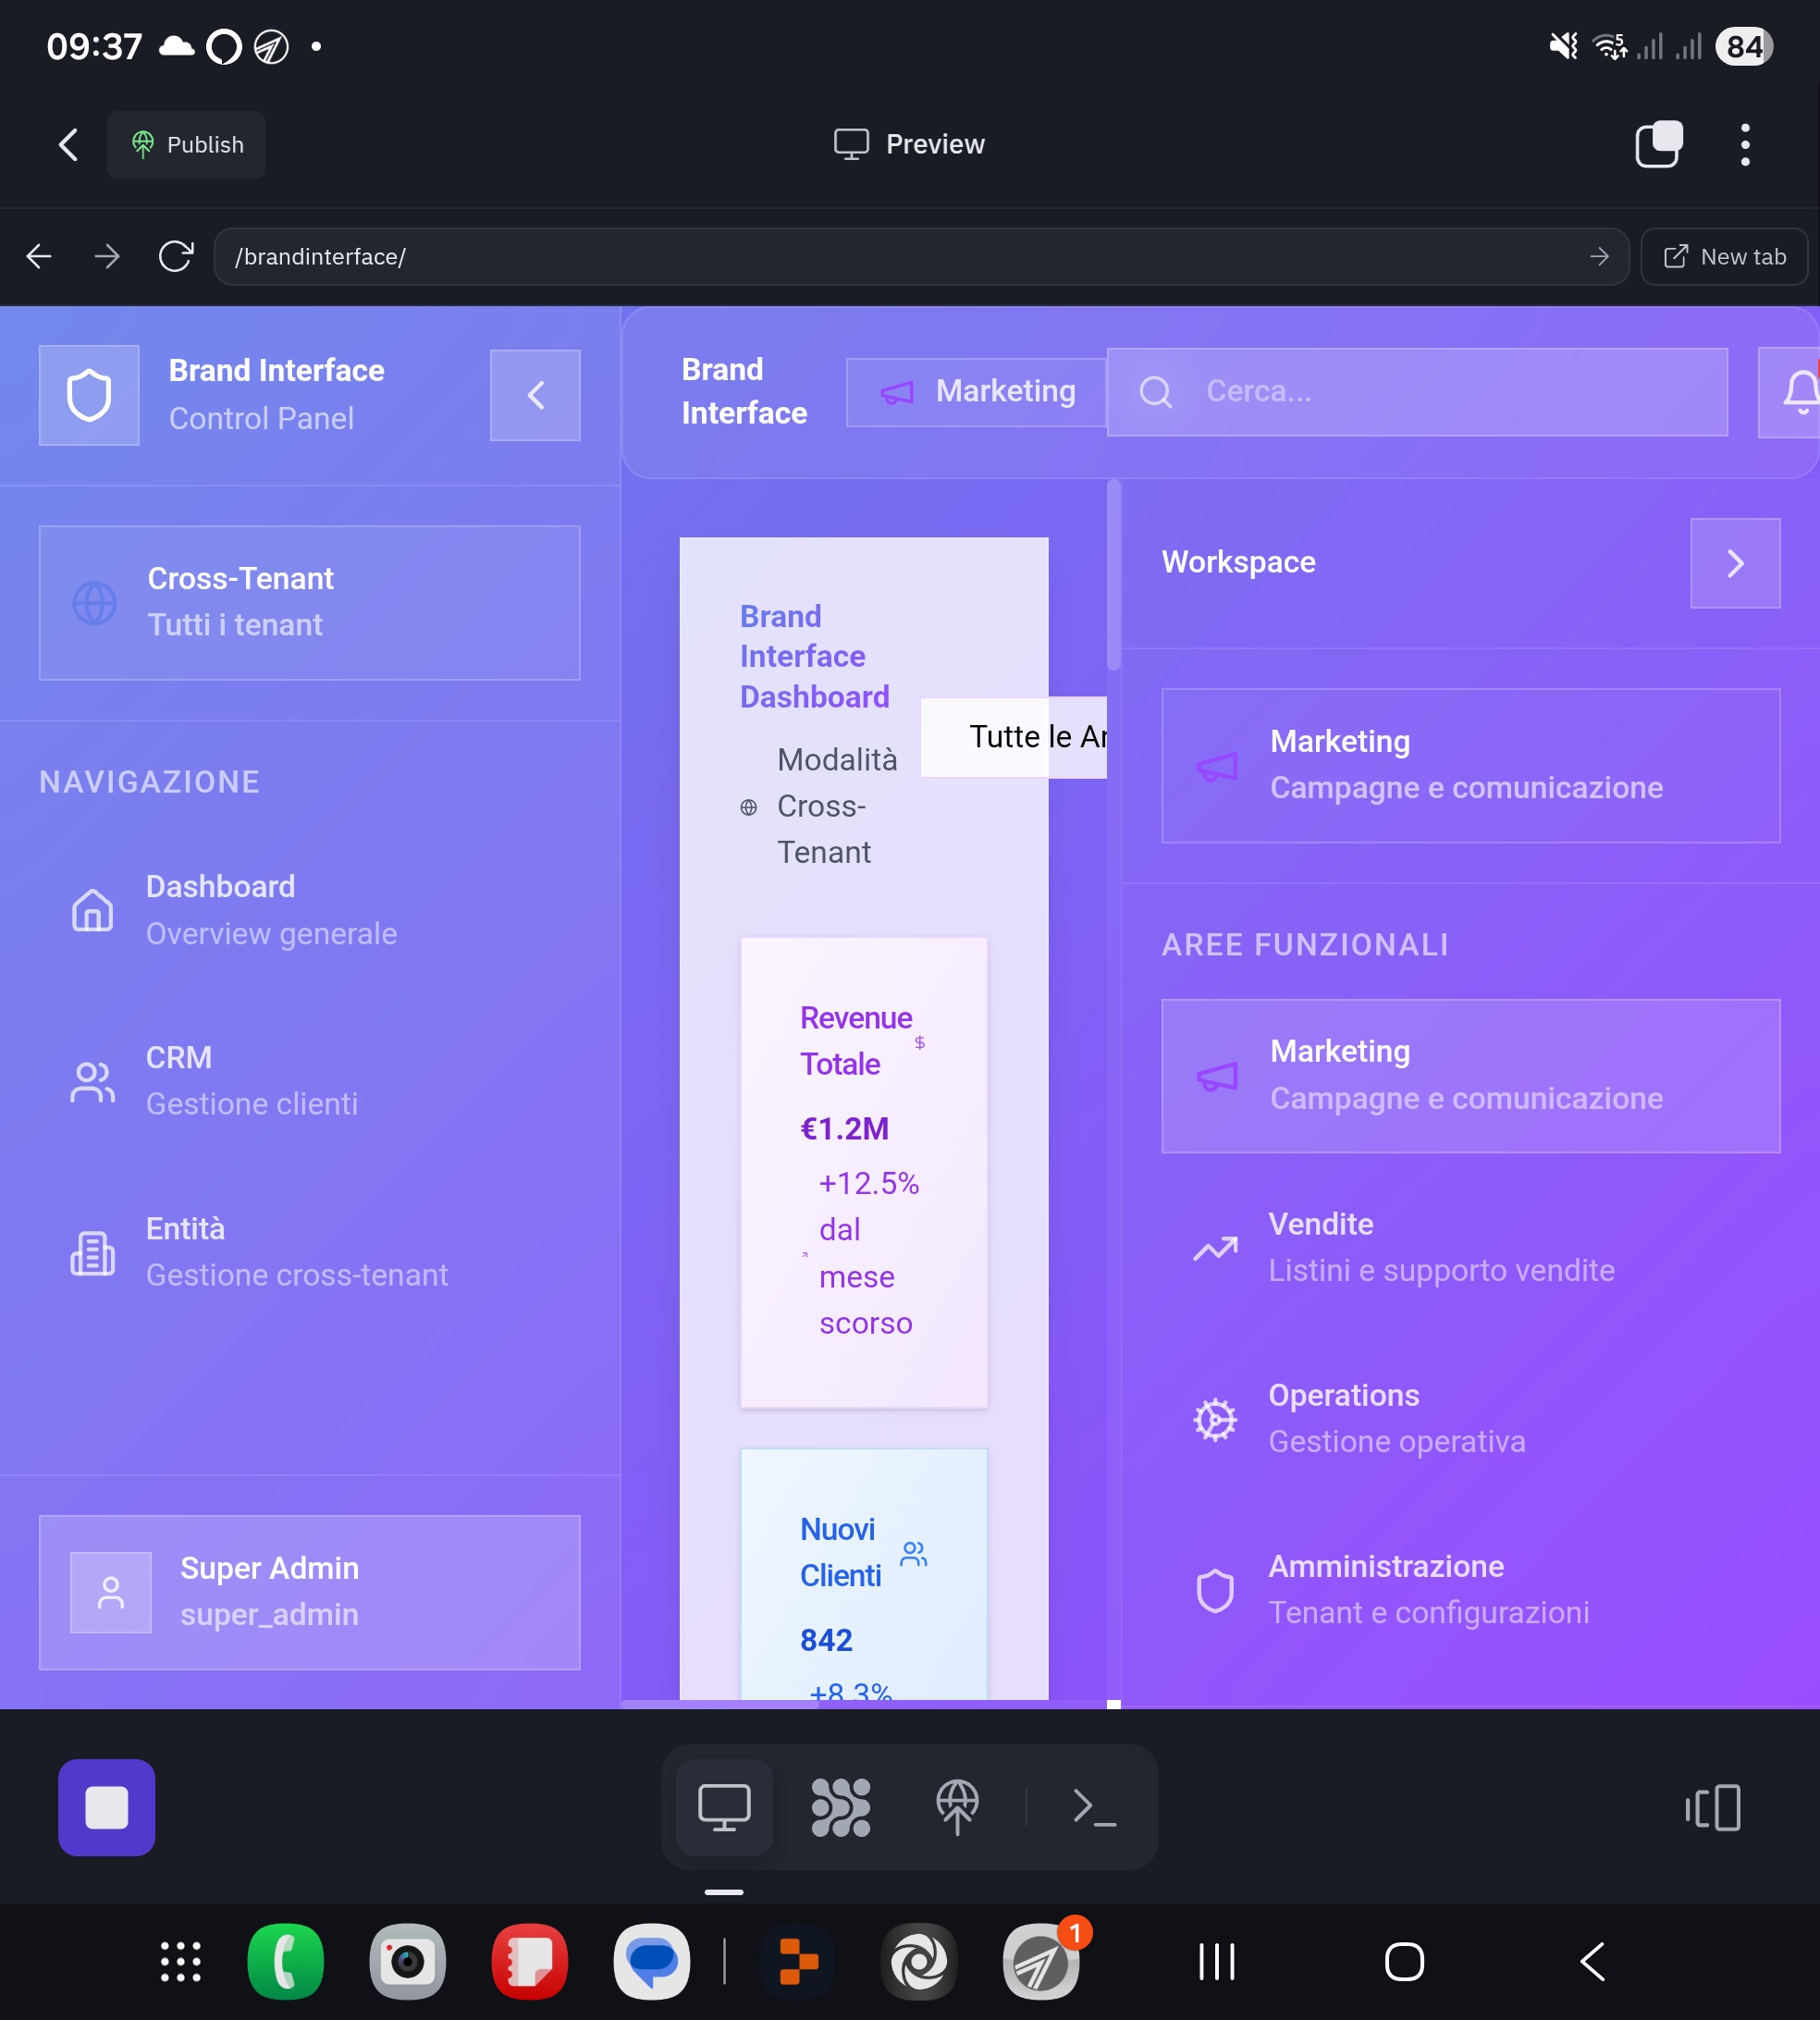 09:37
5
84
Publish
Preview
/brandinterface/
New tab
Brand Interface
Control Panel
Cross-Tenant
Tutti i tenant
NAVIGAZIONE
Dashboard
Overview generale
CRM
Gestione clienti
Entità
Gestione cross-tenant
Super Admin
super_admin
Brand
Interface
Marketing
Cerca...
Brand
Interface
Dashboard
Modalità
Cross-
Tenant
Tutte le Ar
Revenue
Totale
$
€1.2M
+12.5%
dal
mese
scorso
Nuovi
Clienti
842
+8.3%
Workspace
Marketing
Campagne e comunicazione
AREE FUNZIONALI
Marketing
Campagne e comunicazione
Vendite
Listini e supporto vendite
Operations
Gestione operativa
Amministrazione
Tenant e configurazioni
1